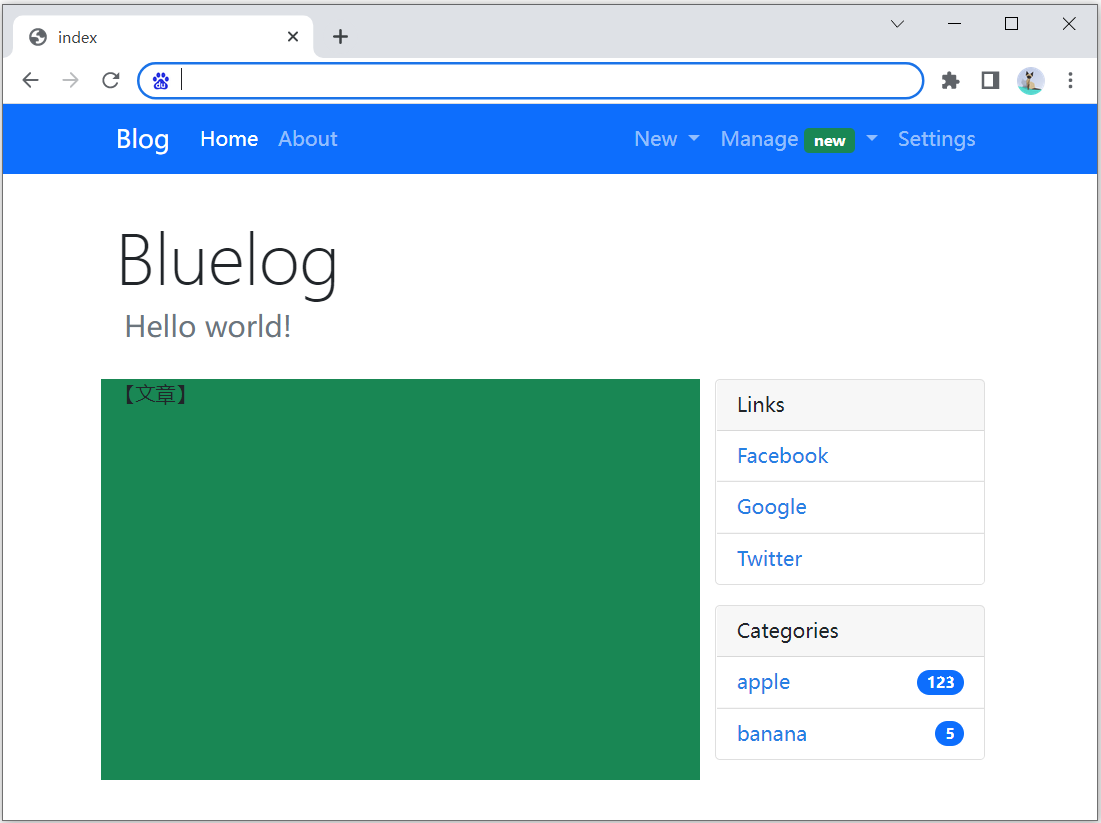 index
Blog Home About New Manage new Settings
Bluelog
Hello world!
【文章】
Links
Facebook
Google
Twitter
Categories
apple 123
banana 5